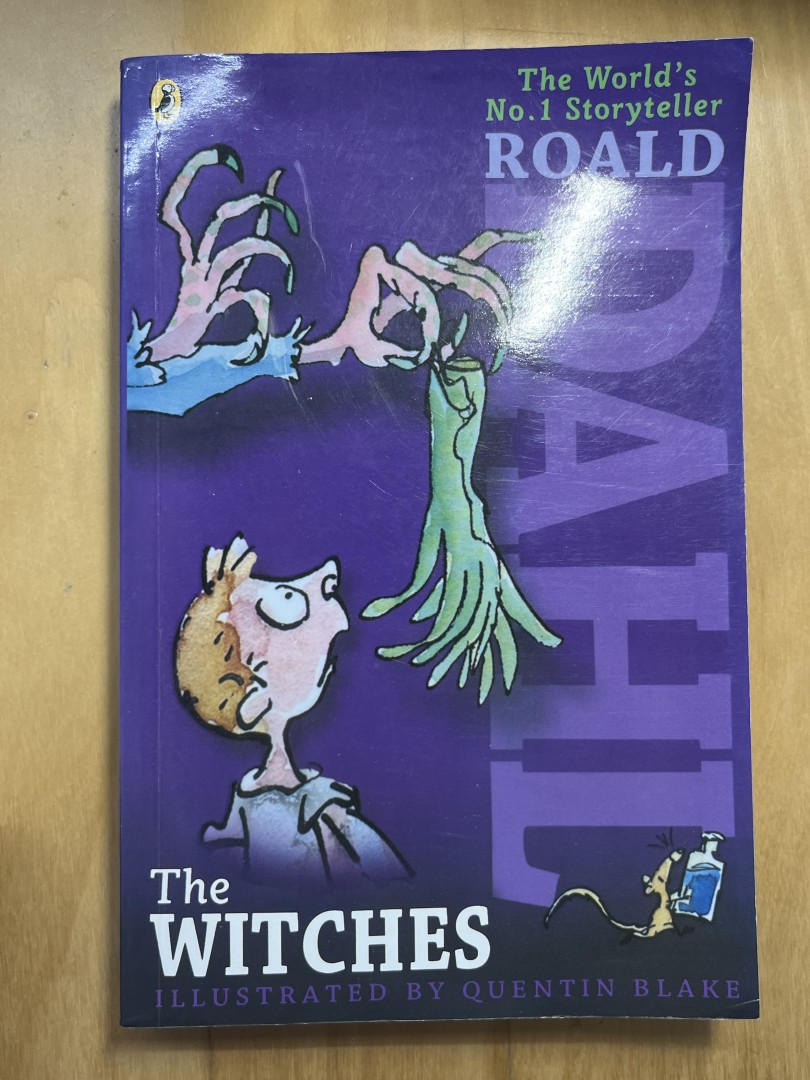 The World's
No.1 Storyteller
ROALD
DAHL
The
WITCHES
ILLUSTRATED BY QUENTIN BLAKE